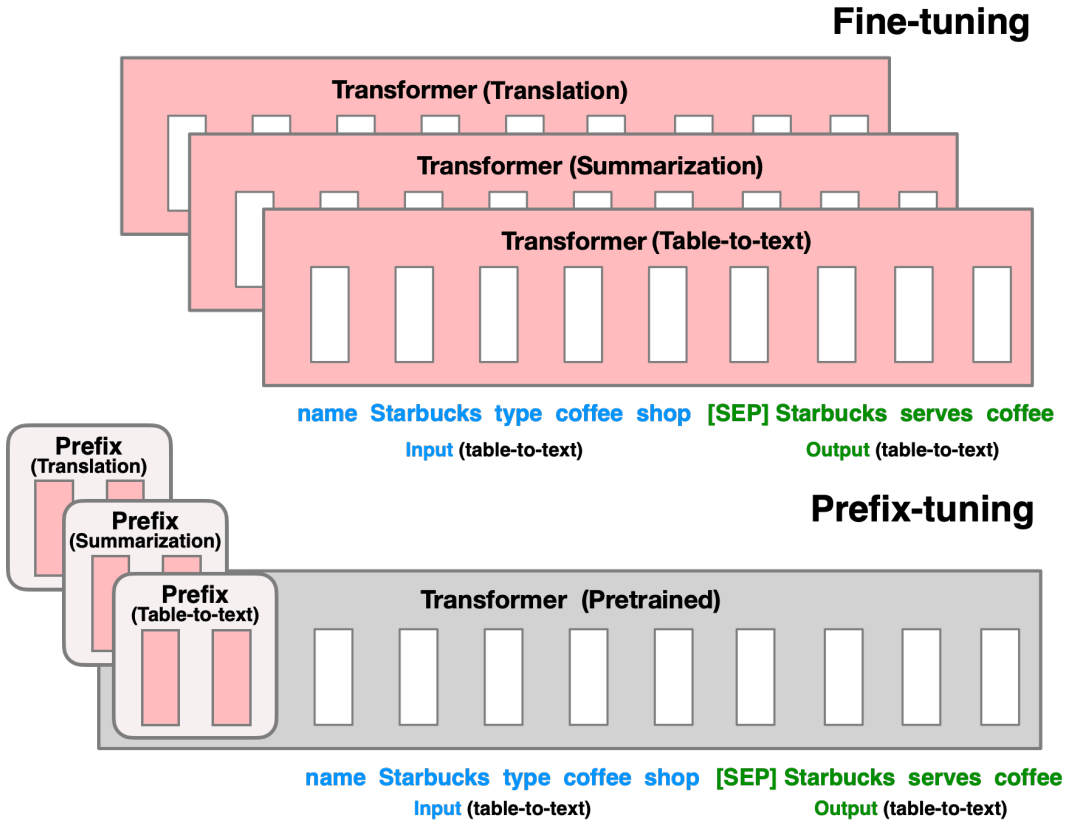 Fine-tuning
Transformer (Translation)
Transformer (Summarization)
Transformer (Table-to-text)
name Starbucks type coffee shop [SEP] Starbucks serves coffee
Input (table-to-text) Output (table-to-text)
Prefix
(Translation)
Prefix-tuning
Prefix
(Summarization)
Prefix
(Table-to-text)
Transformer (Pretrained)
name Starbucks type coffee shop [SEP] Starbucks serves coffee
Input (table-to-text) Output (table-to-text)